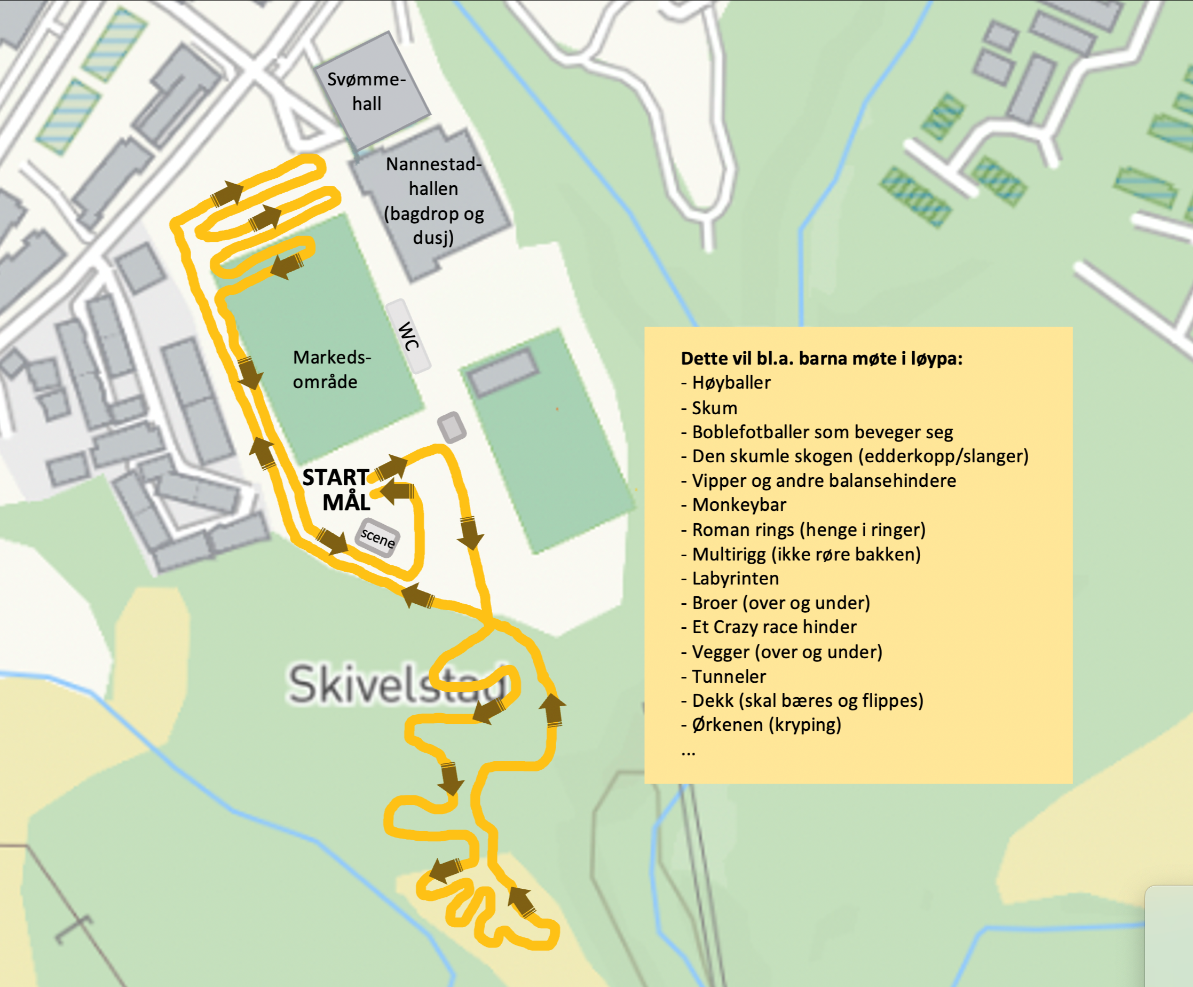 Svømme-
hall
Nannestad-
hallen
(bagdrop og
dusj)
WC
Markeds-
område
START
MÅL
scene
Skivelstad
Dette vil bl.a. barna møte i løypa:
- Høyballer
- Skum
- Boblefotballer som beveger seg
- Den skumle skogen (edderkopp/slanger)
- Vipper og andre balansehindere
- Monkeybar
- Roman rings (henge i ringer)
- Multirigg (ikke røre bakken)
- Labyrinten
- Broer (over og under)
- Et Crazy race hinder
- Vegger (over og under)
- Tunneler
- Dekk (skal bæres og flippes)
- Ørkenen (kryping)
...